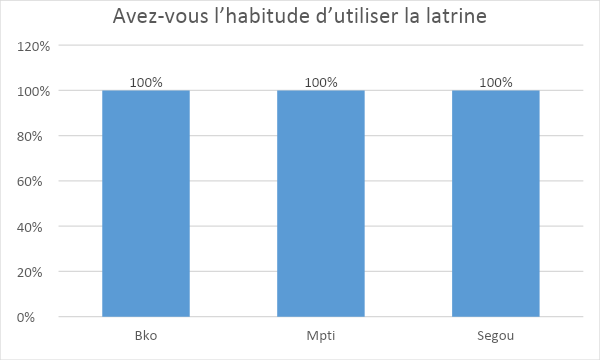 Avez-vous l’habitude d’utiliser la latrine
120%
100%
80%
60%
40%
20%
0%
100%
100%
100%
Bko
Mpti
Segou